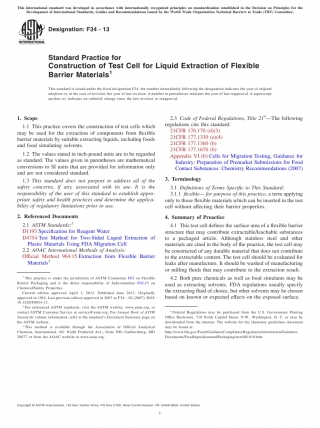 This international standard was developed in accordance with internationally recognized principles on standardization established in the Decision on Principles for the
Development of International Standards, Guides and Recommendations issued by the World Trade Organization Technical Barriers to Trade (TBT) Committee.
Designation: F34 − 13
Standard Practice for
Construction of Test Cell for Liquid Extraction of Flexible
Barrier Materials1
This standard is issued under the fixed designation F34; the number immediately following the designation indicates the year of original
adoption or, in the case of revision, the year of last revision. A number in parentheses indicates the year of last reapproval. A superscript
epsilon (ε) indicates an editorial change since the last revision or reapproval.
1. Scope
1.1 This practice covers the construction of test cells which
may be used for the extraction of components from flexible
barrier materials by suitable extracting liquids, including foods
and food simulating solvents.
1.2 The values stated in inch-pound units are to be regarded
as standard. The values given in parentheses are mathematical
conversions to SI units that are provided for information only
and are not considered standard.
1.3 This standard does not purport to address all of the
safety concerns, if any, associated with its use. It is the
responsibility of the user of this standard to establish appro-
priate safety and health practices and determine the applica-
bility of regulatory limitations prior to use.
2. Referenced Documents
2.1 ASTM Standards:2
D1193 Specification for Reagent Water
D4754 Test Method for Two-Sided Liquid Extraction of
Plastic Materials Using FDA Migration Cell
2.2 AOAC International Methods of Analysis:
Official Method 964.15 Extraction from Flexible Barrier
Materials3
1 This practice is under the jurisdiction of ASTM Committee F02 on Flexible
Barrier Packaging and is the direct responsibility of Subcommittee F02.15 on
Chemical/Safety Properties.
Current edition approved April 1, 2013. Published June 2013. Originally
approved in 1963. Last previous edition approved in 2007 as F34 – 02 (2007). DOI:
10.1520/F0034-13.
2 For referenced ASTM standards, visit the ASTM website, www.astm.org, or
contact ASTM Customer Service at service@astm.org. For Annual Book of ASTM
Standards volume information, refer to the standard's Document Summary page on
the ASTM website.
3 This method is available through the Association of Official Analytical
Chemists International, 481 North Frederick Ave., Suite 500, Gaithersburg, MD
20877 or from the AOAC website at www.aoac.org.
2.3 Code of Federal Regulations, Title 214—The following
regulations cite this standard:
21CFR 176.170 (d)(3)
21CFR 177.1330 (e)(4)
21CFR 177.1360 (b)
21CFR 177.1670 (b)
Appendix VI (b) Cells for Migration Testing, Guidance for
Industry: Preparation of Premarket Submissions for Food
Contact Substances: Chemistry Recommendations (2007)
3. Terminology
3.1 Definitions of Terms Specific to This Standard:
3.1.1 flexible—, for purpose of this practice, a term applying
only to those flexible materials which can be inserted in the test
cell without affecting their barrier properties.
4. Summary of Practice
4.1 This test cell defines the surface area of a flexible barrier
structure that may contribute extractable/leachable substances
to a packaged article. Although stainless steel and other
materials are cited in the body of the practice, the test cell may
be constructed of any durable material that does not contribute
to the extractable content. The test cell should be evaluated for
leaks after manufacture. It should be washed of manufacturing
or milling fluids that may contribute to the extraction result.
4.2 Both pure chemicals as well as food stimulants may be
used as extracting solvents. FDA regulations usually specify
the extracting fluid of choice, but other solvents may be chosen
based on known or expected effects on the exposed surface.
4 Federal Regulations may be purchased from the U.S. Government Printing
Office Bookstore, 710 North Capitol Street, N.W., Washington, D. C. or may be
downloaded from the internet. The website for the chemistry guidelines document
may be found at:
Copyright © ASTM International, 100 Barr Harbor Drive, PO Box C700, West Conshohocken, PA 19428-2959. United States
1